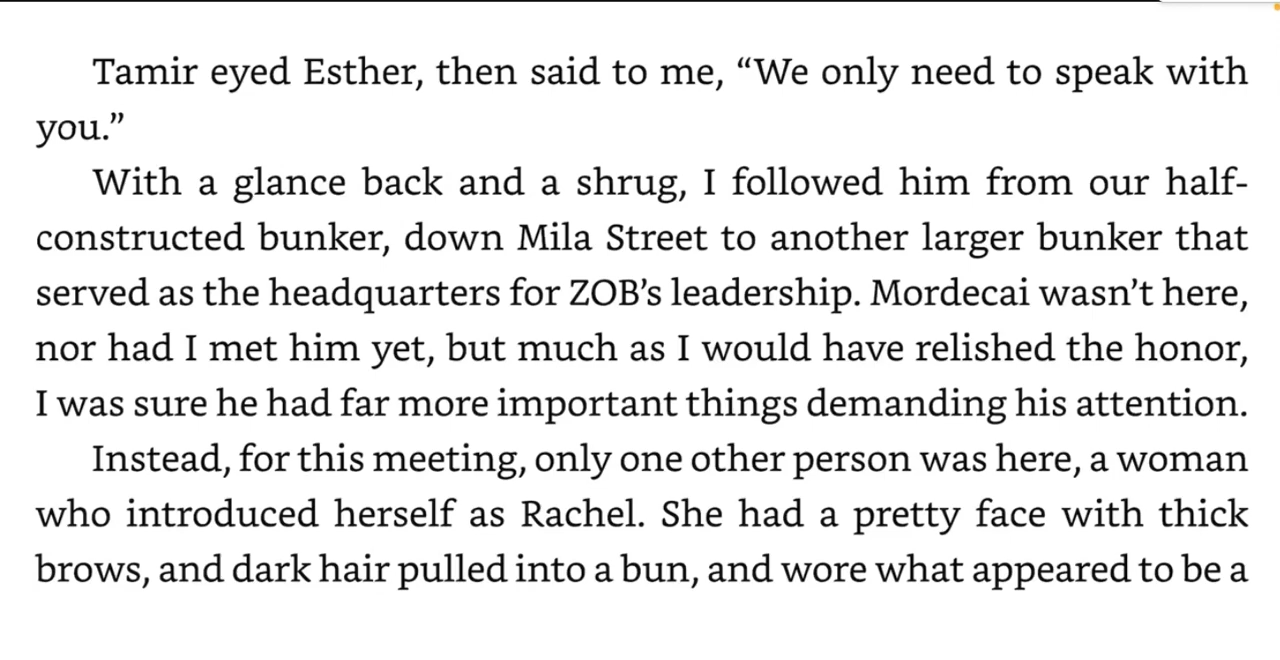 Tamir eyed Esther, then said to me, “We only need to speak with
you.”
With a glance back and a shrug, I followed him from our half-
constructed bunker, down Mila Street to another larger bunker that
served as the headquarters for ZOB’s leadership. Mordecai wasn’t here,
nor had I met him yet, but much as I would have relished the honor,
I was sure he had far more important things demanding his attention.
Instead, for this meeting, only one other person was here, a woman
who introduced herself as Rachel. She had a pretty face with thick
brows, and dark hair pulled into a bun, and wore what appeared to be a